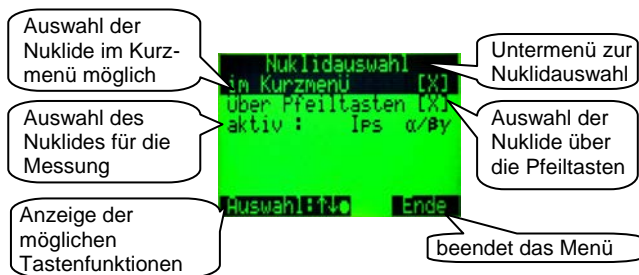 Auswahl der
Nuklide im Kurz-
menü möglich
Auswahl des
Nuklides für die
Messung
Anzeige der
möglichen
Tastenfunktionen
Nuklidauswahl
im Kurzmenü [X]
über Pfeiltasten [X]
aktiv : Ips α/βγ
Auswahl:↑↓● Ende
Untermenü zur
Nuklidauswahl
Auswahl der
Nuklide über
die Pfeiltasten
beendet das Menü